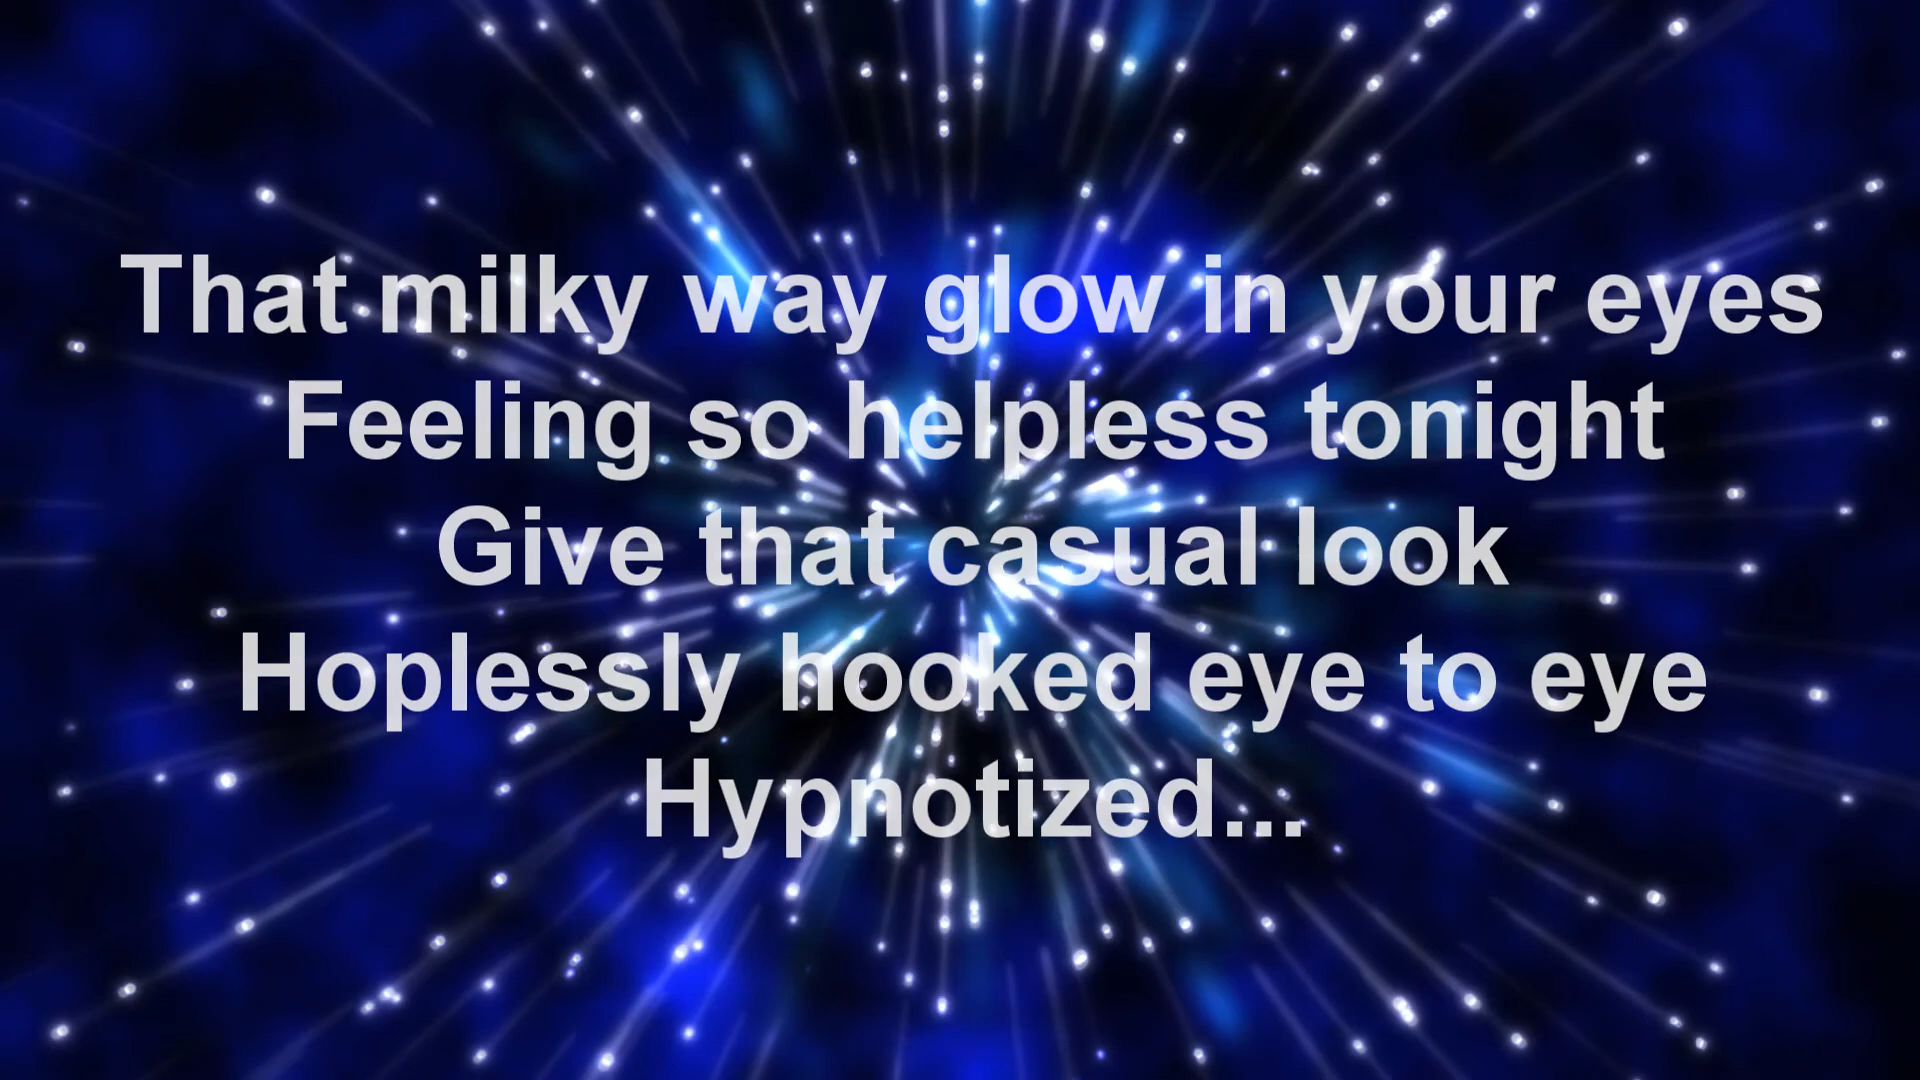 That milky way glow in your eyes
Feeling so helpless tonight
Give that casual look
Hoplessly hooked eye to eye
Hypnotized...